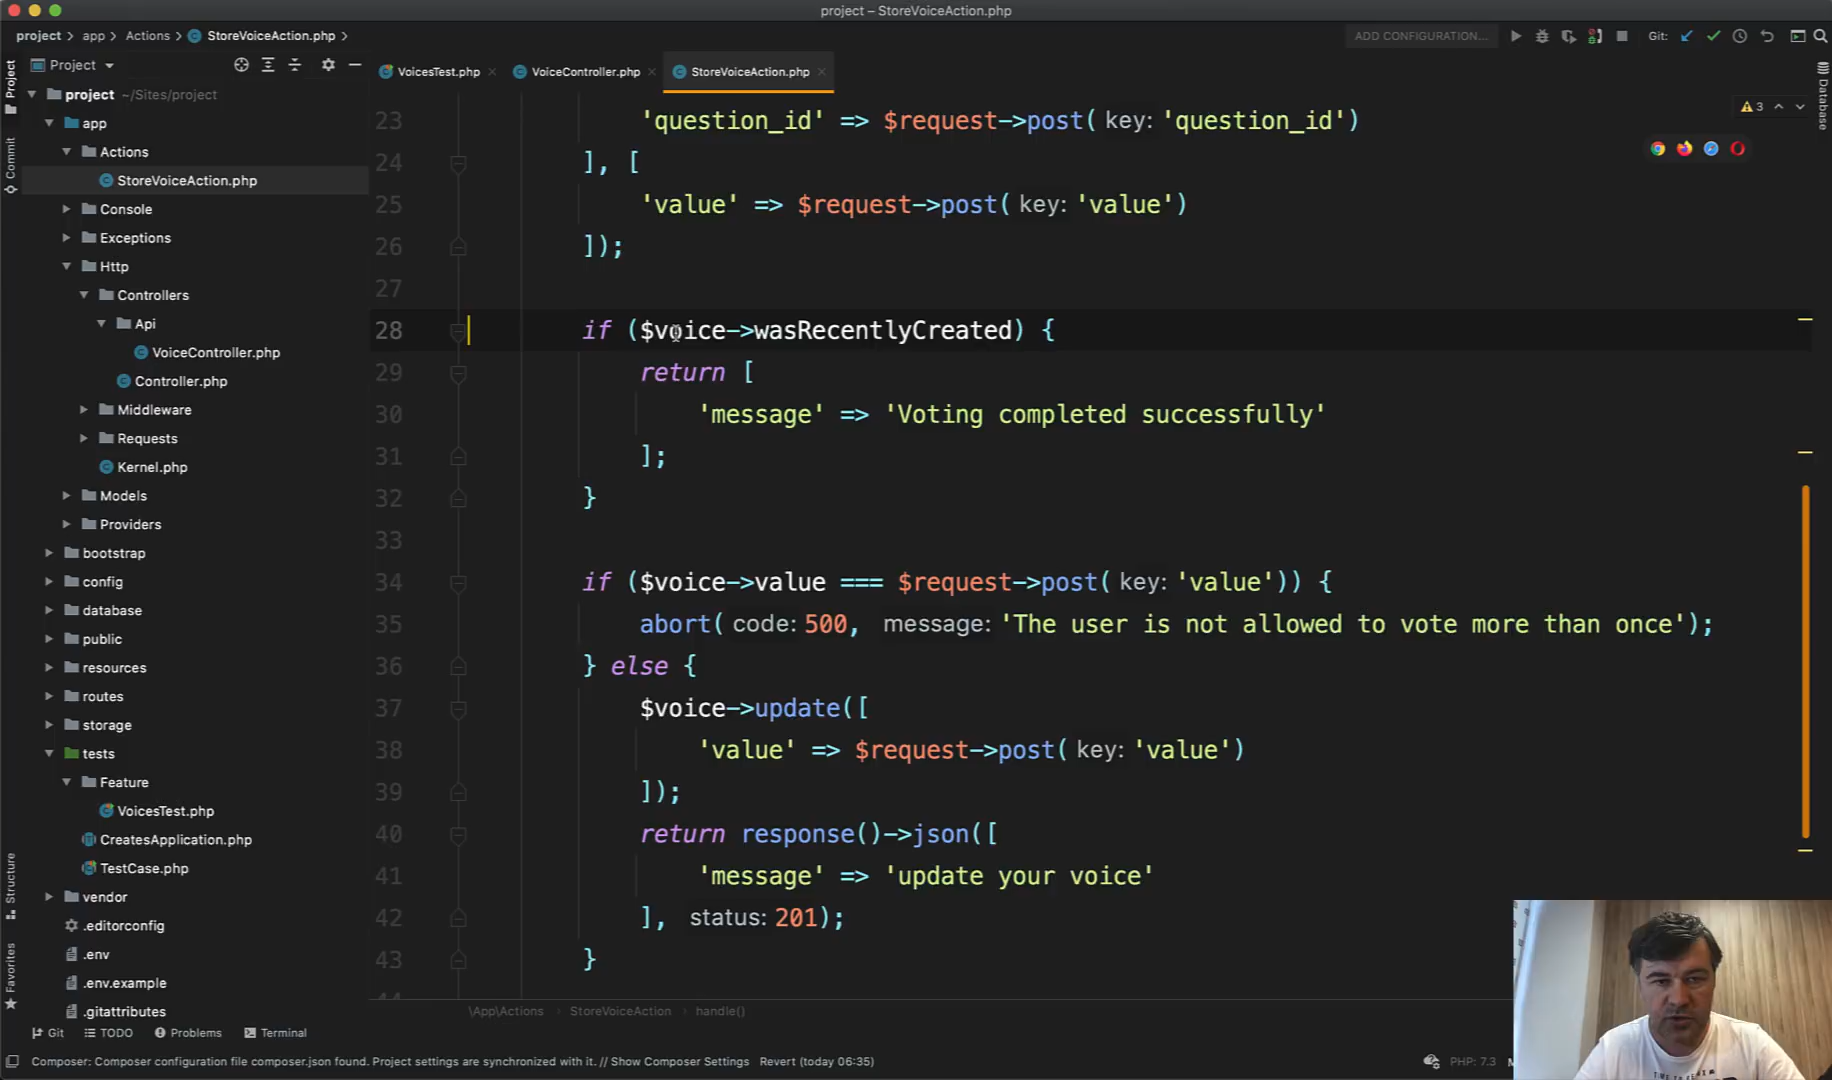 project – StoreVoiceAction.php
project
app
Actions
StoreVoiceAction.php
ADD CONFIGURATION...
Git:
Project
VoicesTest.php
VoiceController.php
StoreVoiceAction.php
Project
Commit
Structure
Favorites
Database
3
project ~/Sites/project
app
Actions
StoreVoiceAction.php
Console
Exceptions
Http
Controllers
Api
VoiceController.php
Controller.php
Middleware
Requests
Kernel.php
Models
Providers
bootstrap
config
database
public
resources
routes
storage
tests
Feature
VoicesTest.php
CreatesApplication.php
TestCase.php
vendor
.editorconfig
.env
.env.example
.gitattributes
23 'question_id' => $request->post( key: 'question_id')
24 ], [
25 'value' => $request->post( key: 'value')
26 ]);
27
28 if ($voice->wasRecentlyCreated) {
29 return [
30 'message' => 'Voting completed successfully'
31 ];
32 }
33
34 if ($voice->value === $request->post( key: 'value')) {
35 abort( code: 500, message: 'The user is not allowed to vote more than once');
36 } else {
37 $voice->update([
38 'value' => $request->post( key: 'value')
39 ]);
40 return response()->json([
41 'message' => 'update your voice'
42 ], status: 201);
43 }
\App\Actions StoreVoiceAction handle()
Git TODO Problems Terminal
Composer: Composer configuration file composer.json found. Project settings are synchronized with it. // Show Composer Settings Revert (today 06:35)
PHP: 7.3